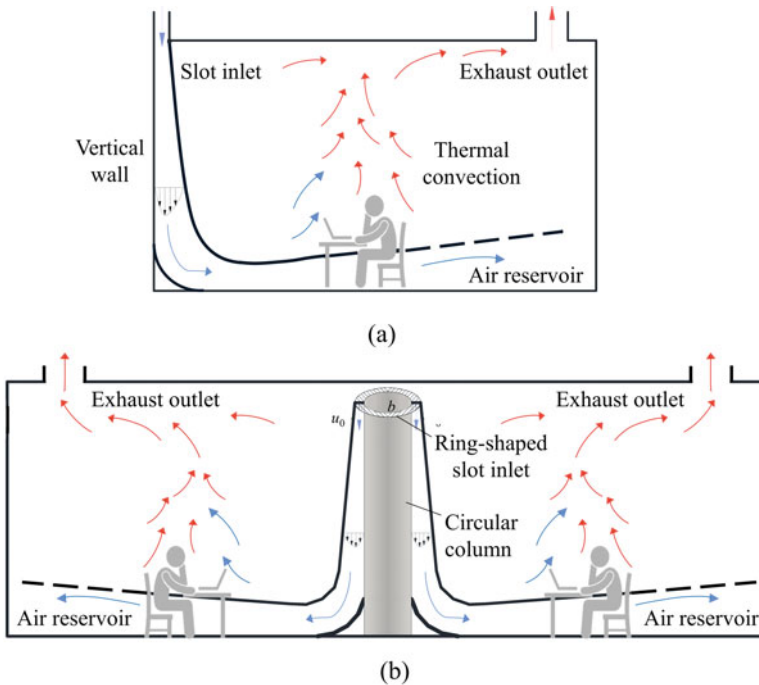 Slot inlet
Exhaust outlet
Vertical
wall
Thermal
convection
Air reservoir
(a)
Exhaust outlet
b
Exhaust outlet
u₀
Ring-shaped
slot inlet
Circular
column
Air reservoir
Air reservoir
(b)